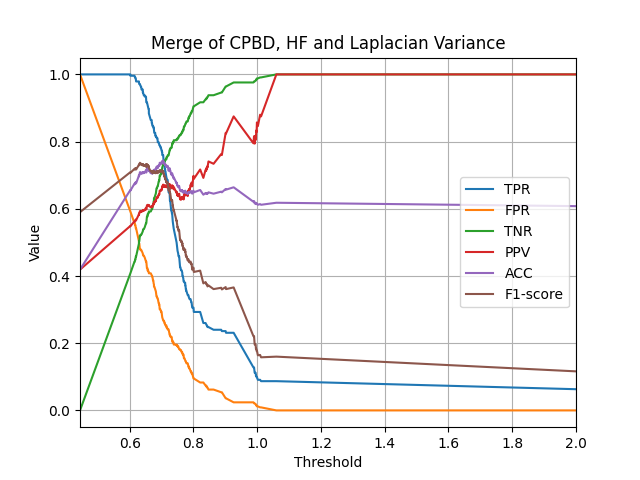 Merge of CPBD, HF and Laplacian Variance
1.0
0.8
0.6
0.4
0.2
0.0
Value
TPR
FPR
TNR
PPV
ACC
F1-score
0.6 0.8 1.0 1.2 1.4 1.6 1.8 2.0
Threshold